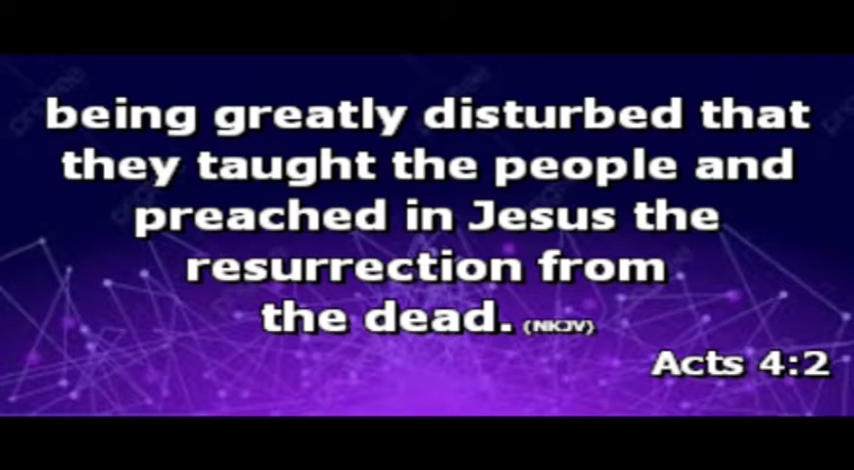 being greatly disturbed that
they taught the people and
preached in Jesus the
resurrection from
the dead. (NKJV)
Acts 4:2